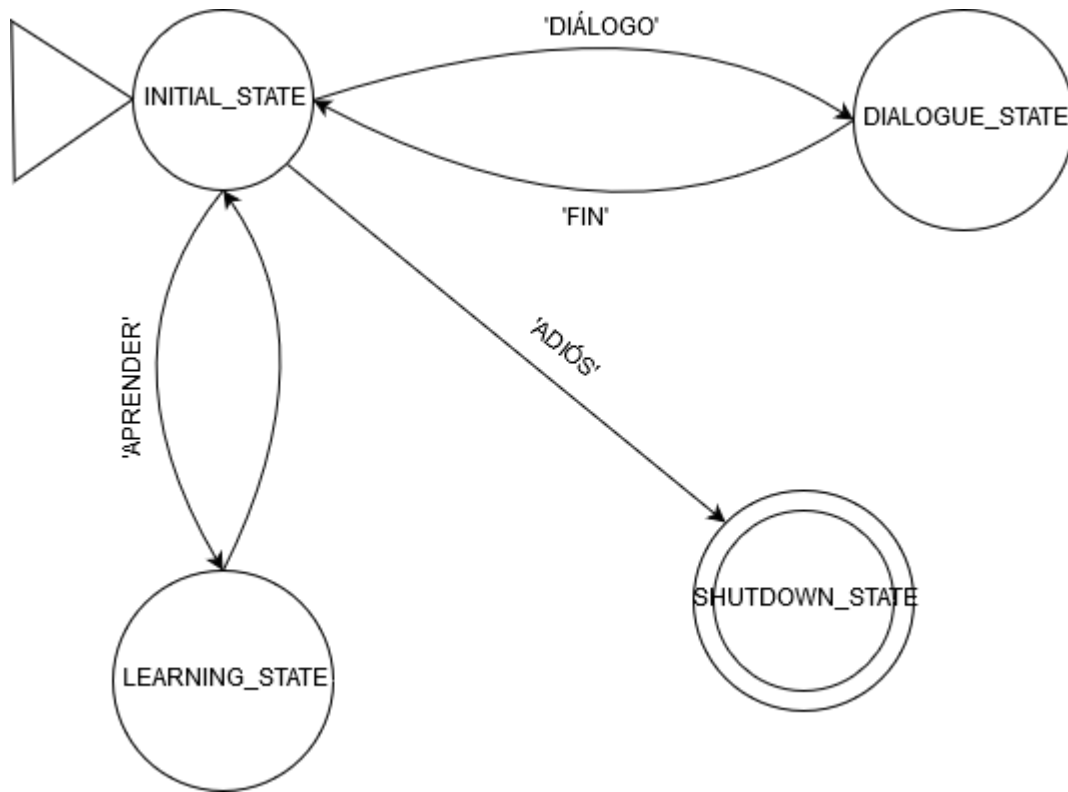 'DIÁLOGO'
INITIAL_STATE
DIALOGUE_STATE
'FIN'
'APRENDER'
'ADIÓS'
SHUTDOWN_STATE
LEARNING_STATE